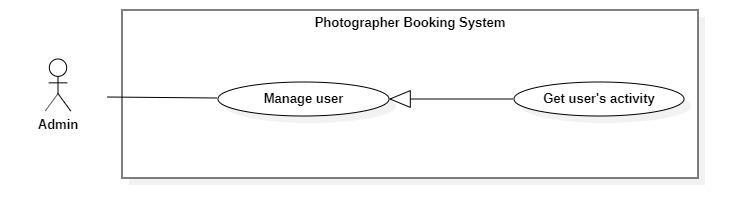 Photographer Booking System
Manage user
Get user's activity
Admin